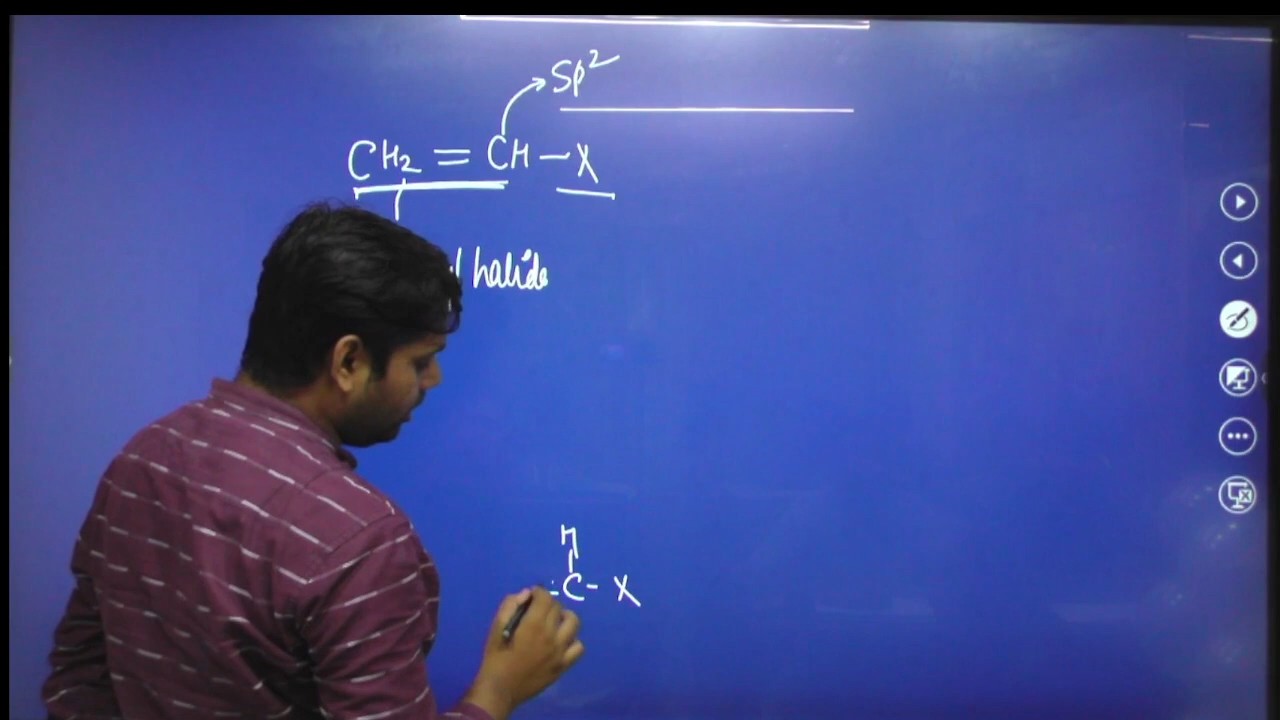 Sp²
CH₂ = CH – X
halide
H
- C - X